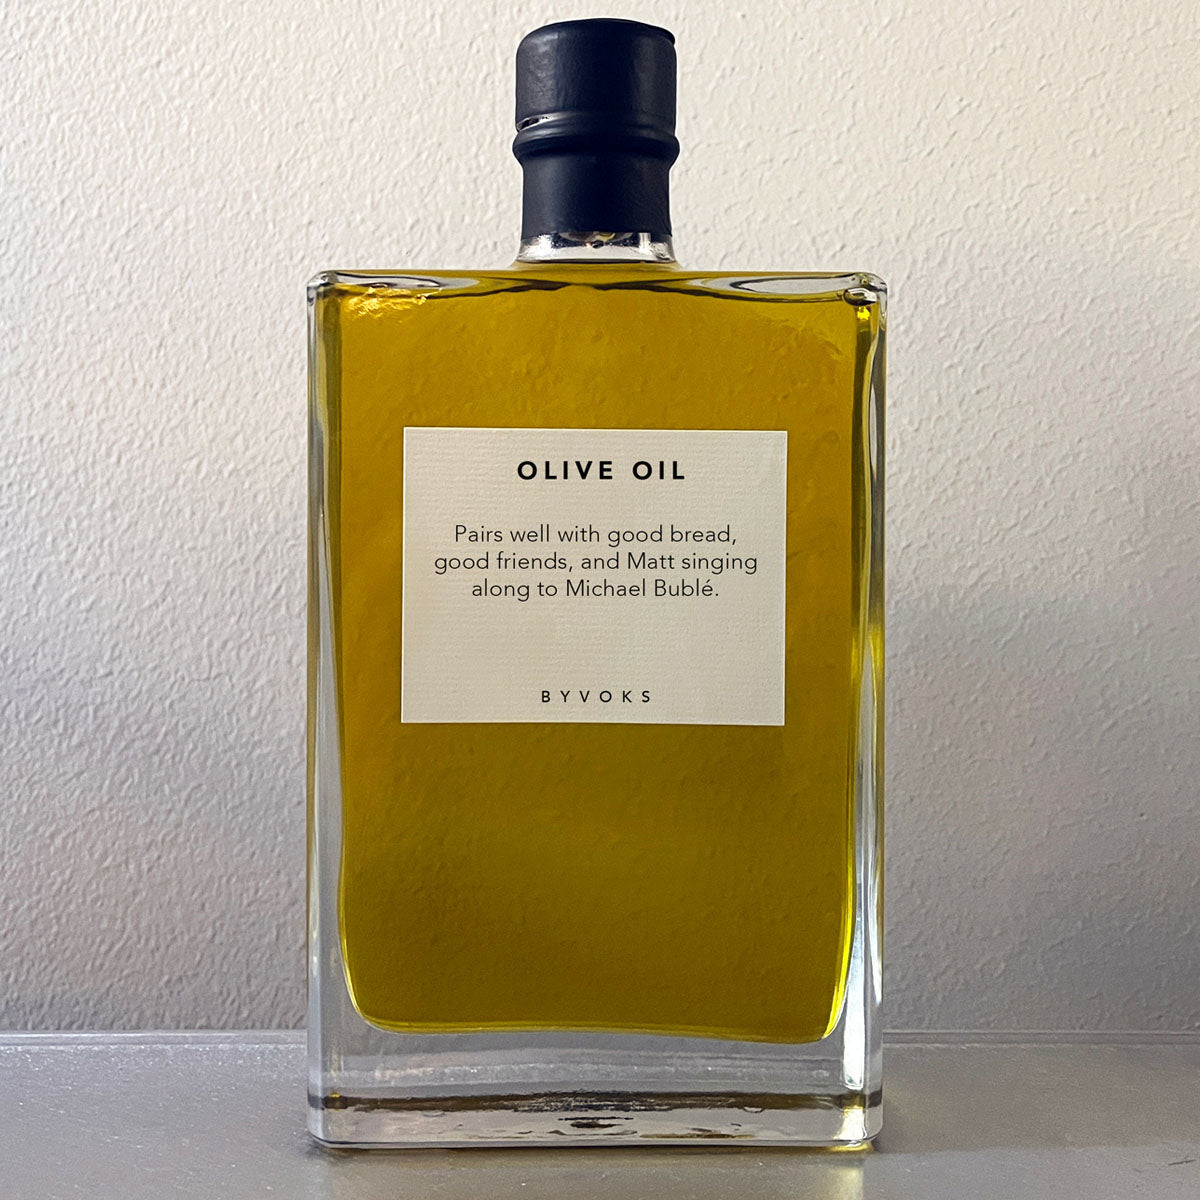 OLIVE OIL
Pairs well with good bread,
good friends, and Matt singing
along to Michael Bublé.
BYVOKS